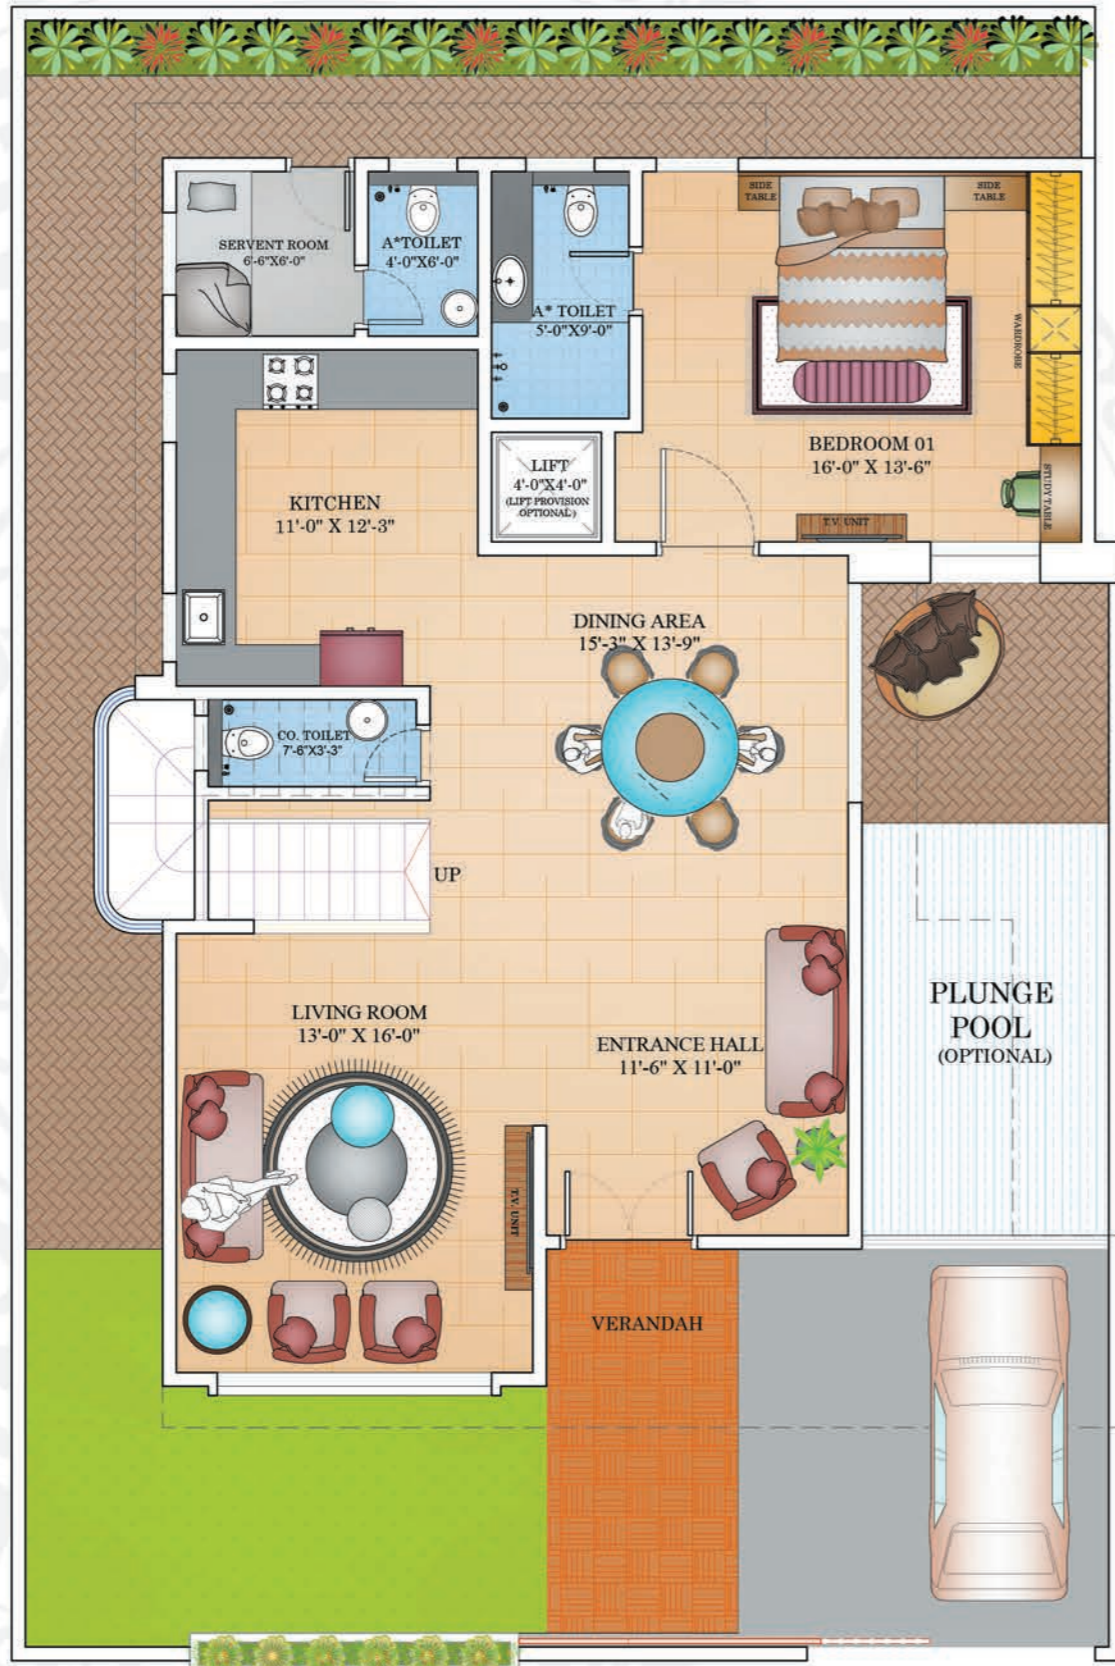 SIDE
TABLE
SIDE
TABLE
SERVENT ROOM
6'-6"X6'-0"
A*TOILET
4'-0"X6'-0"
A* TOILET
5'-0"X9'-0"
WARDROBE
BEDROOM 01
16'-0" X 13'-6"
LIFT
4'-0"X4'-0"
(LIFT PROVISION
OPTIONAL)
STUDY TABLE
KITCHEN
11'-0" X 12'-3"
T.V. UNIT
DINING AREA
15'-3" X 13'-9"
CO. TOILET
7'-6"X3'-3"
UP
PLUNGE
POOL
(OPTIONAL)
LIVING ROOM
13'-0" X 16'-0"
ENTRANCE HALL
11'-6" X 11'-0"
T.V. UNIT
VERANDAH